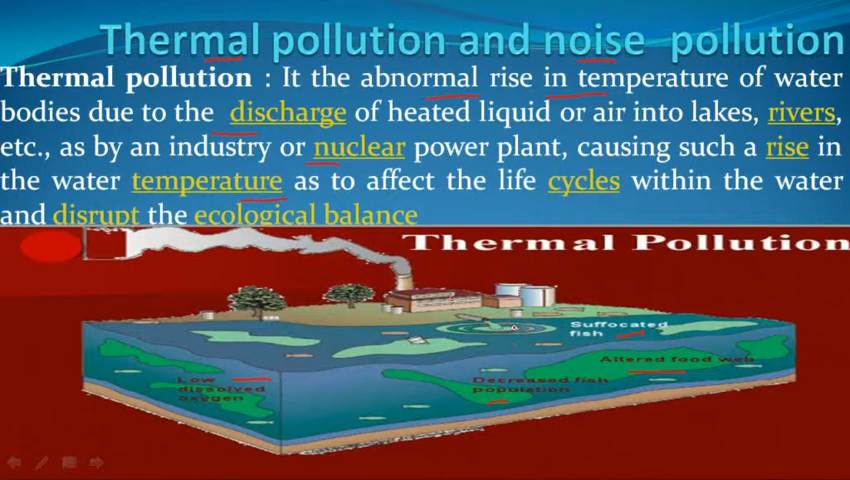 Thermal pollution and noise pollution
Thermal pollution : It the abnormal rise in temperature of water
bodies due to the discharge of heated liquid or air into lakes, rivers,
etc., as by an industry or nuclear power plant, causing such a rise in
the water temperature as to affect the life cycles within the water
and disrupt the ecological balance
Thermal Pollution
Suffocated
fish
Altered food web
Low
dissolved
oxygen
Decreased fish
population